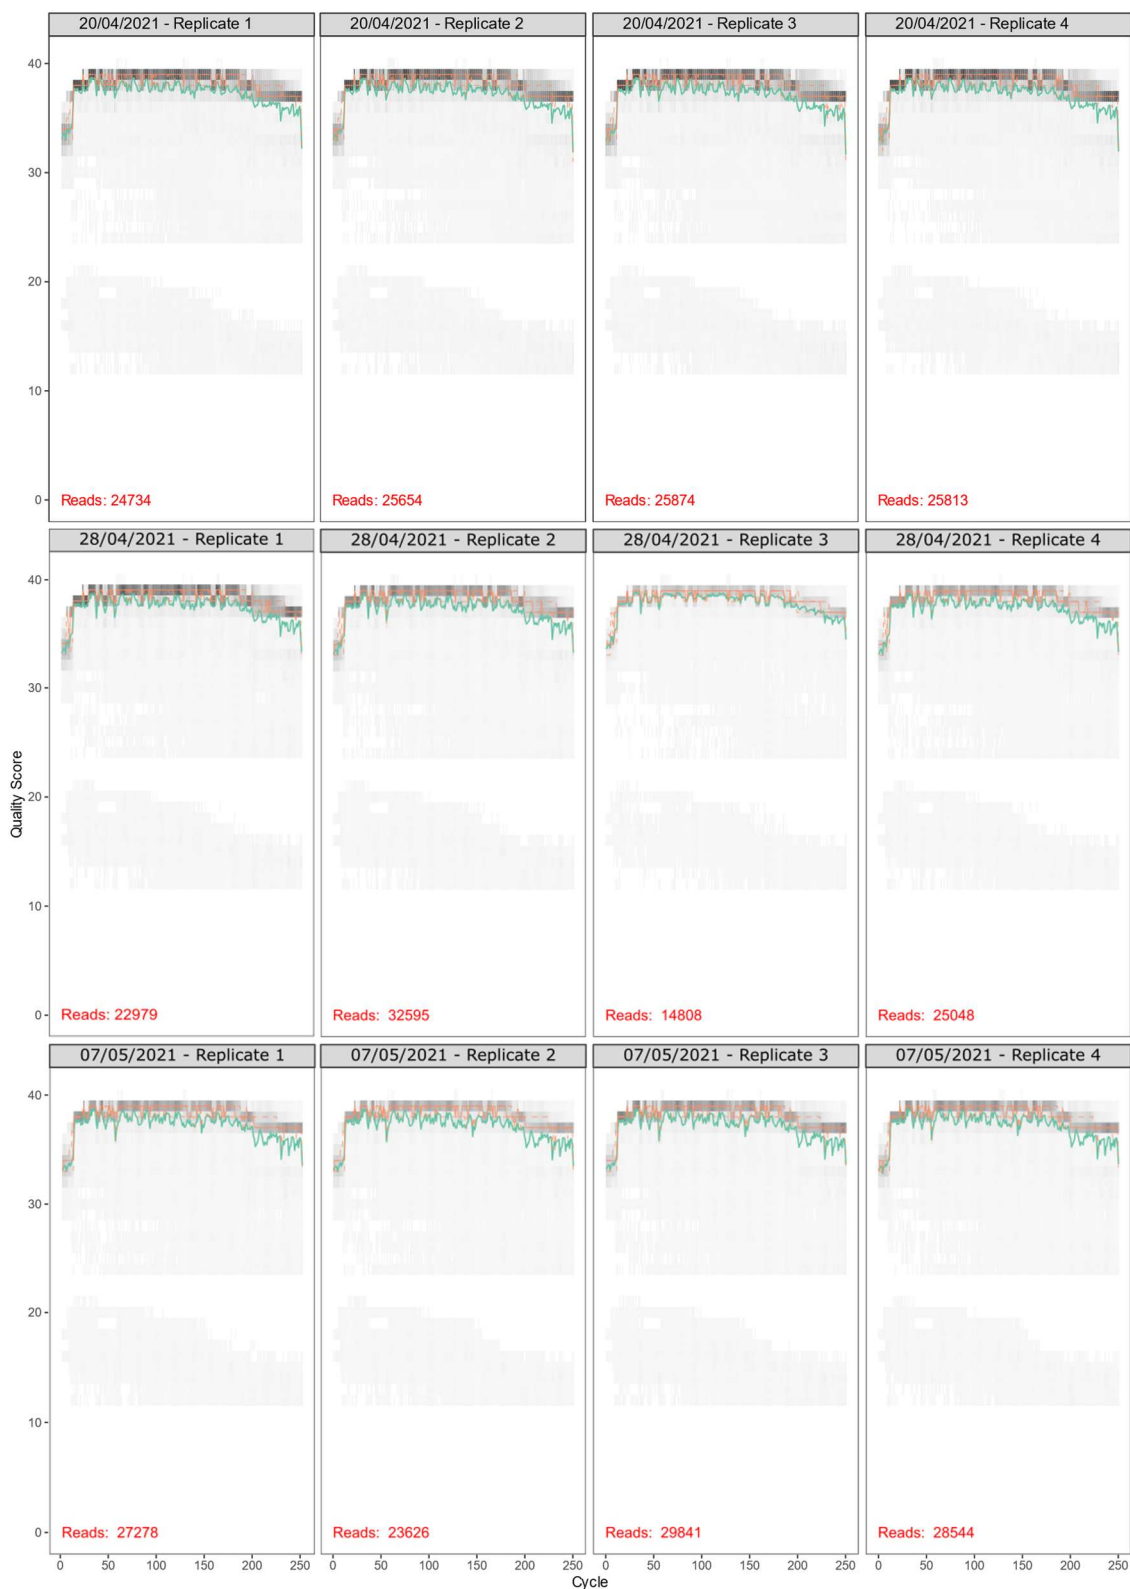 20/04/2021 - Replicate 1
20/04/2021 - Replicate 2
20/04/2021 - Replicate 3
20/04/2021 - Replicate 4
40
30
20
10
0
Reads: 24734
Reads: 25654
Reads: 25874
Reads: 25813
28/04/2021 - Replicate 1
28/04/2021 - Replicate 2
28/04/2021 - Replicate 3
28/04/2021 - Replicate 4
40
30
20
10
0
Quality Score
Reads: 22979
Reads: 32595
Reads: 14808
Reads: 25048
07/05/2021 - Replicate 1
07/05/2021 - Replicate 2
07/05/2021 - Replicate 3
07/05/2021 - Replicate 4
40
30
20
10
0
Reads: 27278
Reads: 23626
Reads: 29841
Reads: 28544
0 50 100 150 200 250
0 50 100 150 200 250
0 50 100 150 200 250
0 50 100 150 200 250
Cycle